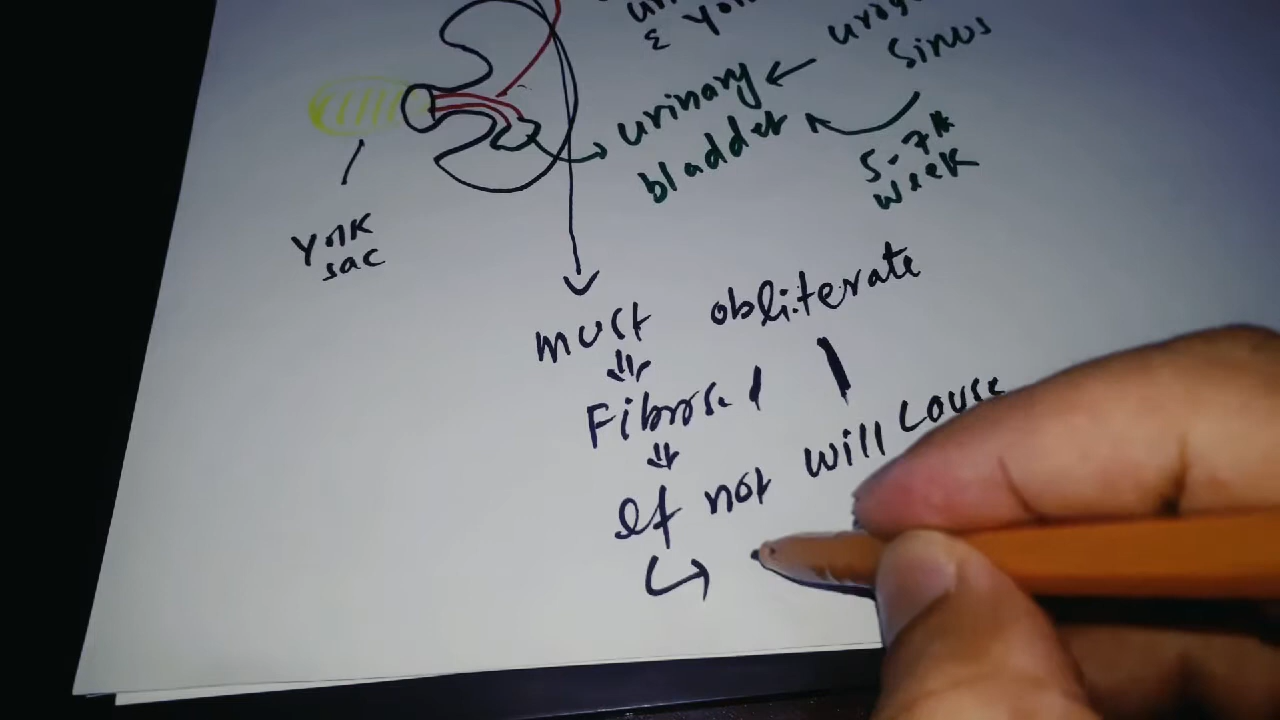 urinary
bladder
sinus
5-7th
week
Yolk
sac
must obliterate
Fibrosed
If not will cause